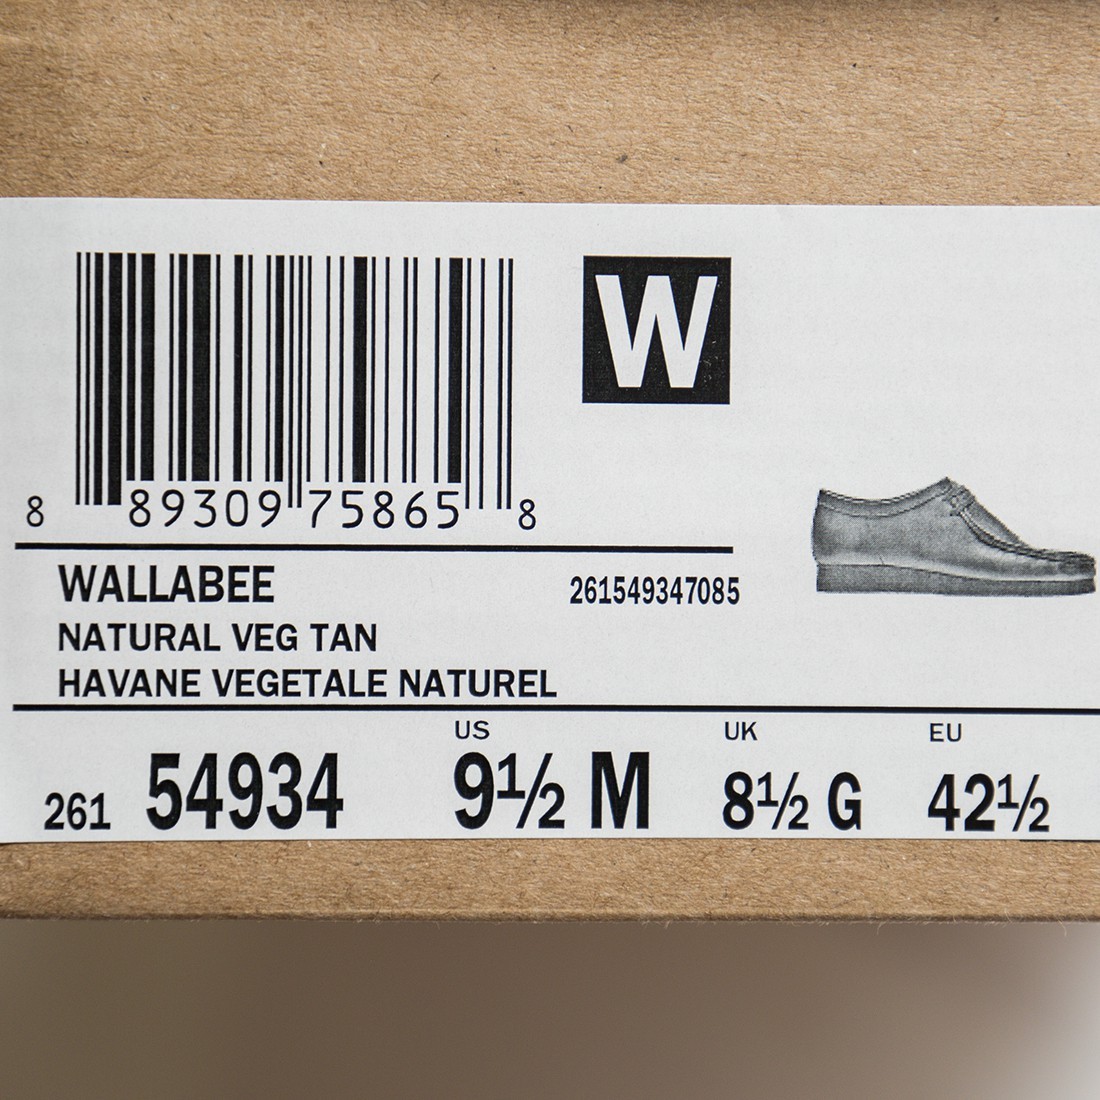 W
8 89309 75865 8
WALLABEE 261549347085
NATURAL VEG TAN
HAVANE VEGETALE NATUREL
US UK EU
261 54934 9½ M 8½ G 42½